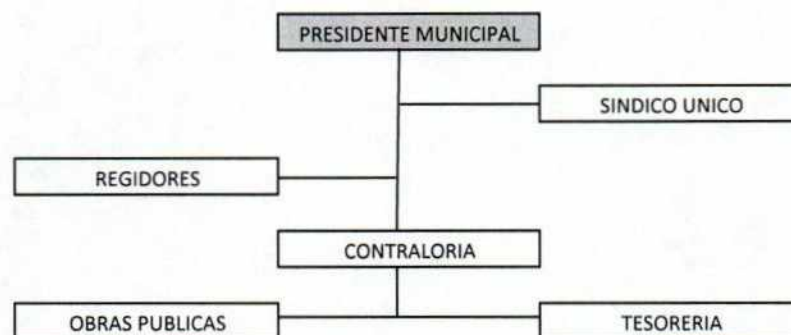 PRESIDENTE MUNICIPAL
SINDICO UNICO
REGIDORES
CONTRALORIA
OBRAS PUBLICAS
TESORERIA